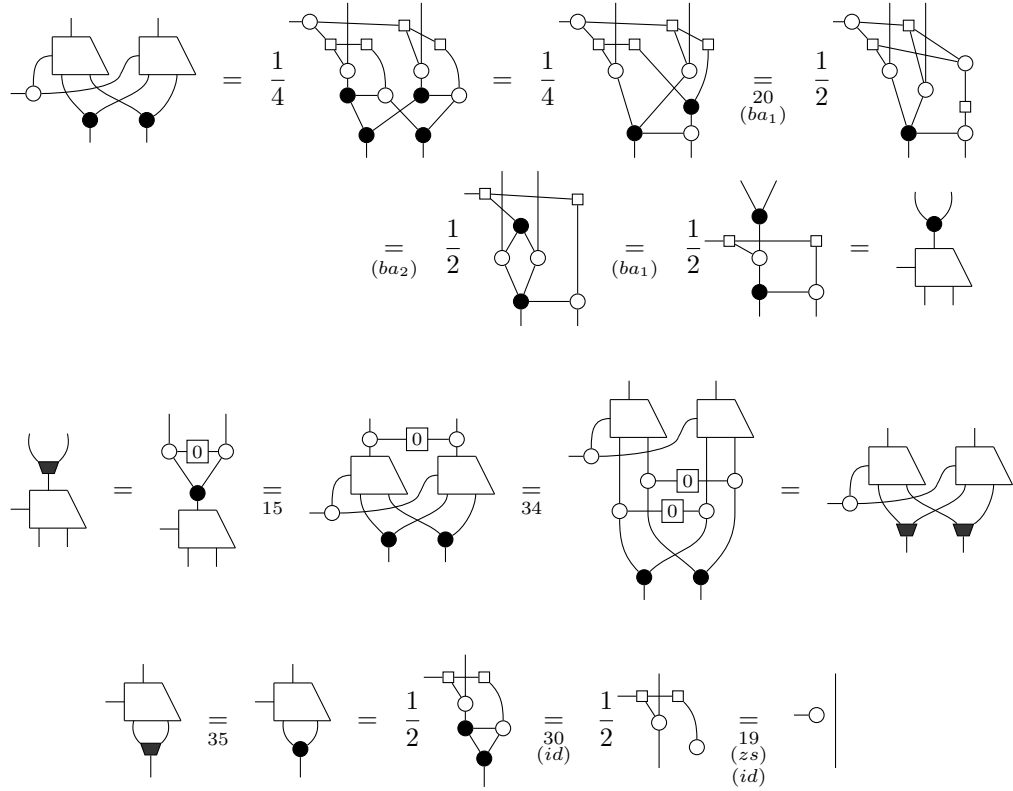 = 1/4 = 1/4 = 20 (ba₁) 1/2
= (ba₂) 1/2 = (ba₁) 1/2 =
= 0 = 15 0 = 34 0 0 =
= 35 = 1/2 = 30 (id) 1/2 = 19 (zs) (id)